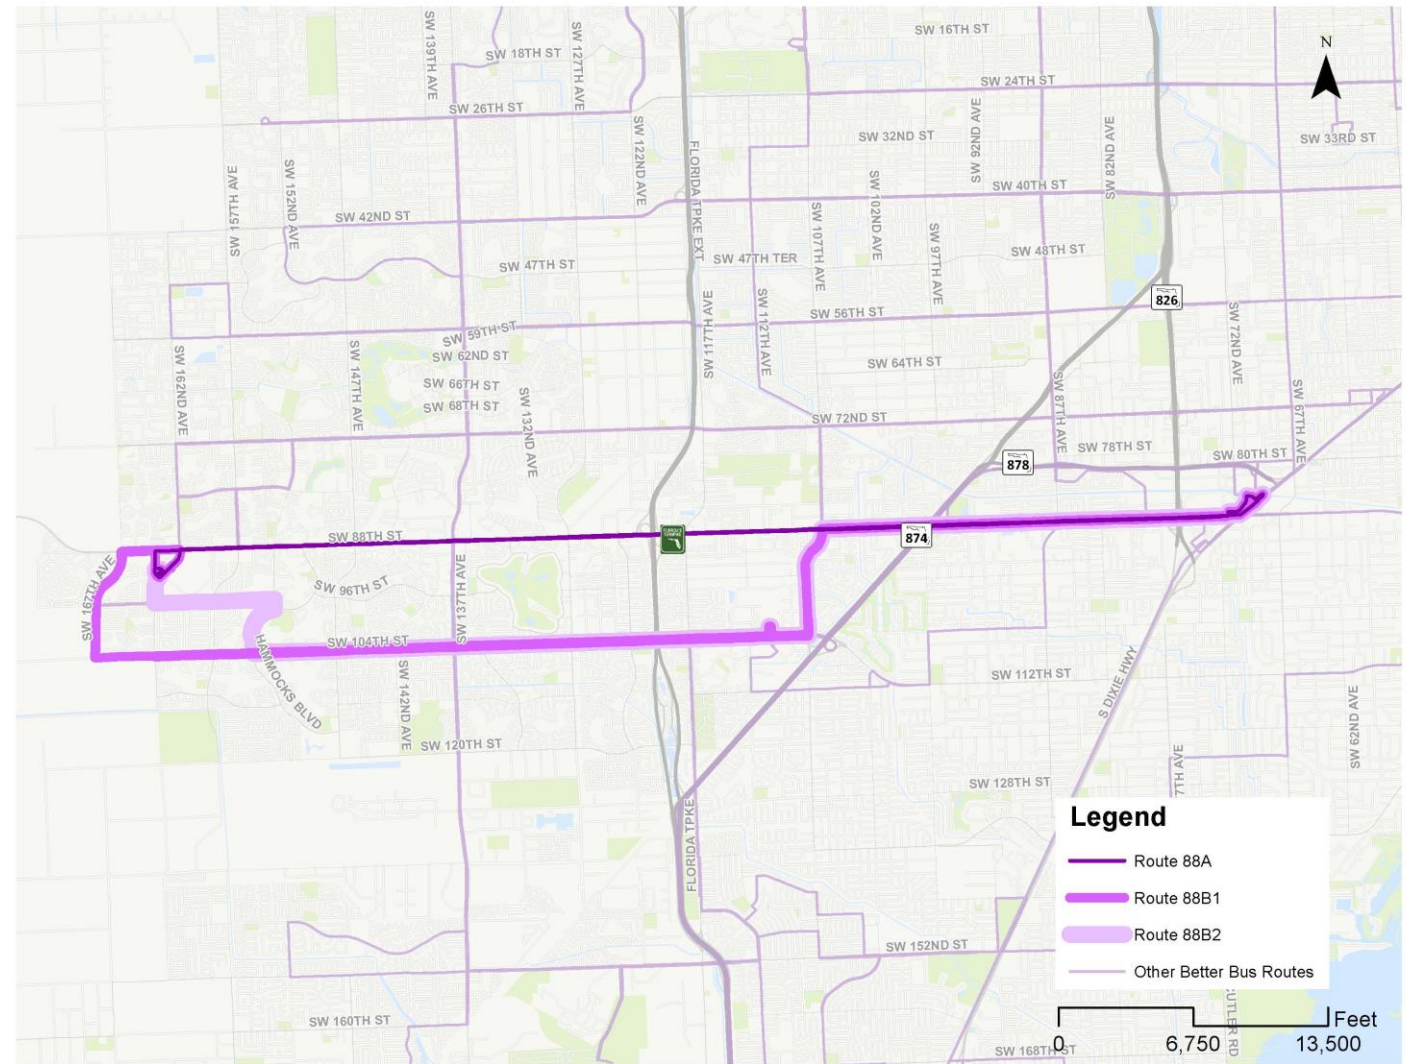 SW 16TH ST
SW 139TH AVE
SW 127TH AVE
SW 18TH ST
N
SW 24TH ST
SW 26TH ST
SW 122ND AVE
SW 92ND AVE
SW 82ND AVE
SW 32ND ST
SW 33RD ST
FLORIDA TPKE EXT
SW 157TH AVE
SW 152ND AVE
SW 102ND AVE
SW 40TH ST
SW 42ND ST
SW 107TH AVE
SW 97TH AVE
SW 48TH ST
SW 47TH TER
SW 47TH ST
826
SW 117TH AVE
SW 112TH AVE
SW 56TH ST
SW 72ND AVE
SW 59TH ST
SW 162ND AVE
SW 147TH AVE
SW 62ND ST
SW 64TH ST
SW 66TH ST
SW 87TH AVE
SW 67TH AVE
SW 132ND AVE
SW 68TH ST
SW 72ND ST
SW 78TH ST
SW 80TH ST
878
SW 88TH ST
874
SW 167TH AVE
SW 137TH AVE
SW 96TH ST
SW 104TH ST
HAMMOCKS BLVD
SW 142ND AVE
SW 112TH ST
S DIXIE HWY
SW 62ND AVE
SW 120TH ST
7TH AVE
SW 128TH ST
FLORIDA TPKE
Legend
Route 88A
Route 88B1
Route 88B2
Other Better Bus Routes
SW 152ND ST
CUTLER RD
SW 160TH ST
SW 168TH ST
Feet
0 6,750 13,500